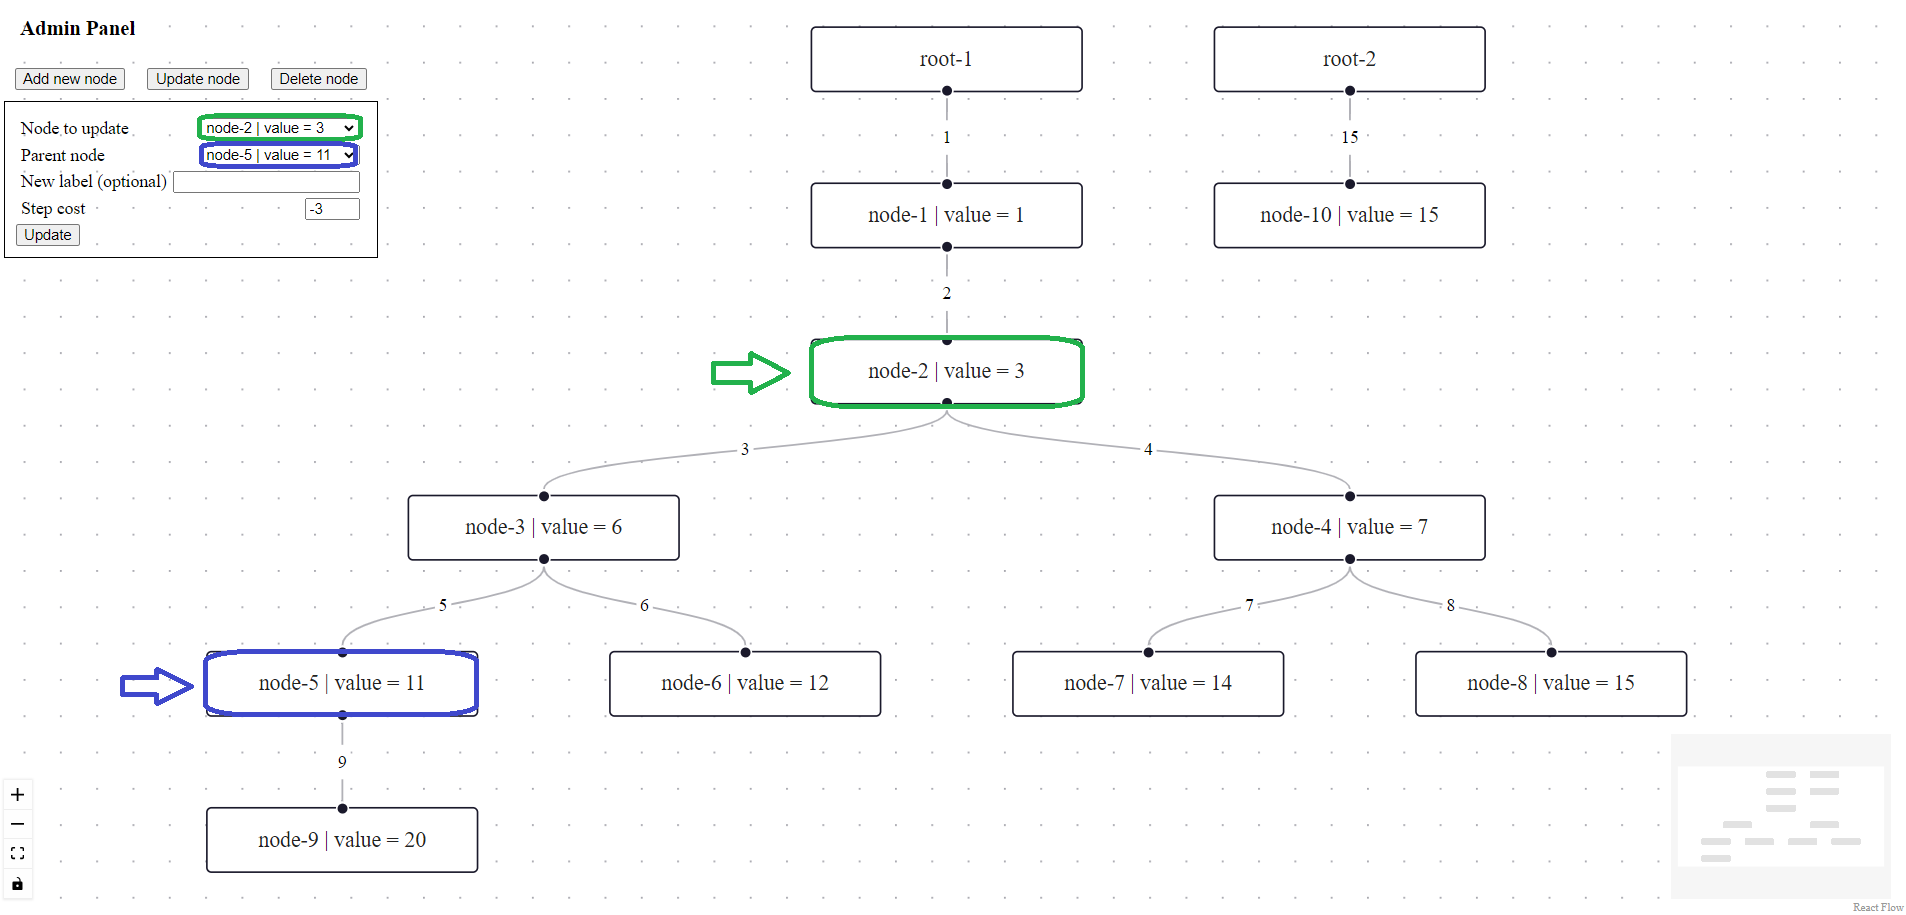 Admin Panel
Add new node Update node Delete node
Node to update node-2 | value = 3
Parent node node-5 | value = 11
New label (optional)
Step cost -3
Update
root-1 root-2
1 15
node-1 | value = 1 node-10 | value = 15
2
node-2 | value = 3
3 4
node-3 | value = 6 node-4 | value = 7
5 6 7 8
node-5 | value = 11 node-6 | value = 12 node-7 | value = 14 node-8 | value = 15
9
node-9 | value = 20
React Flow